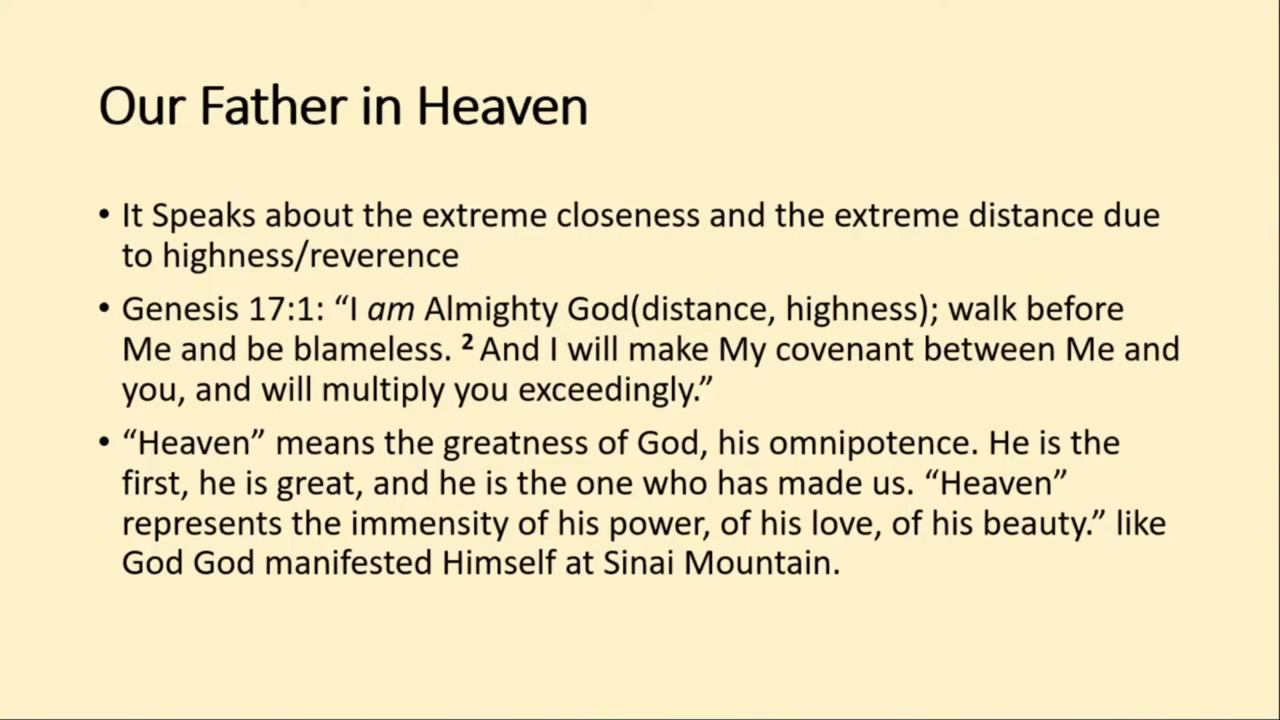 Our Father in Heaven
• It Speaks about the extreme closeness and the extreme distance due
to highness/reverence
• Genesis 17:1: “I am Almighty God(distance, highness); walk before
Me and be blameless. ² And I will make My covenant between Me and
you, and will multiply you exceedingly.”
• “Heaven” means the greatness of God, his omnipotence. He is the
first, he is great, and he is the one who has made us. “Heaven”
represents the immensity of his power, of his love, of his beauty.” like
God God manifested Himself at Sinai Mountain.